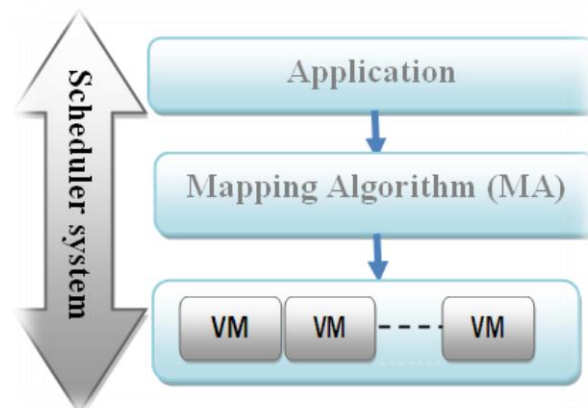 Scheduler system
Application
Mapping Algorithm (MA)
VM VM VM